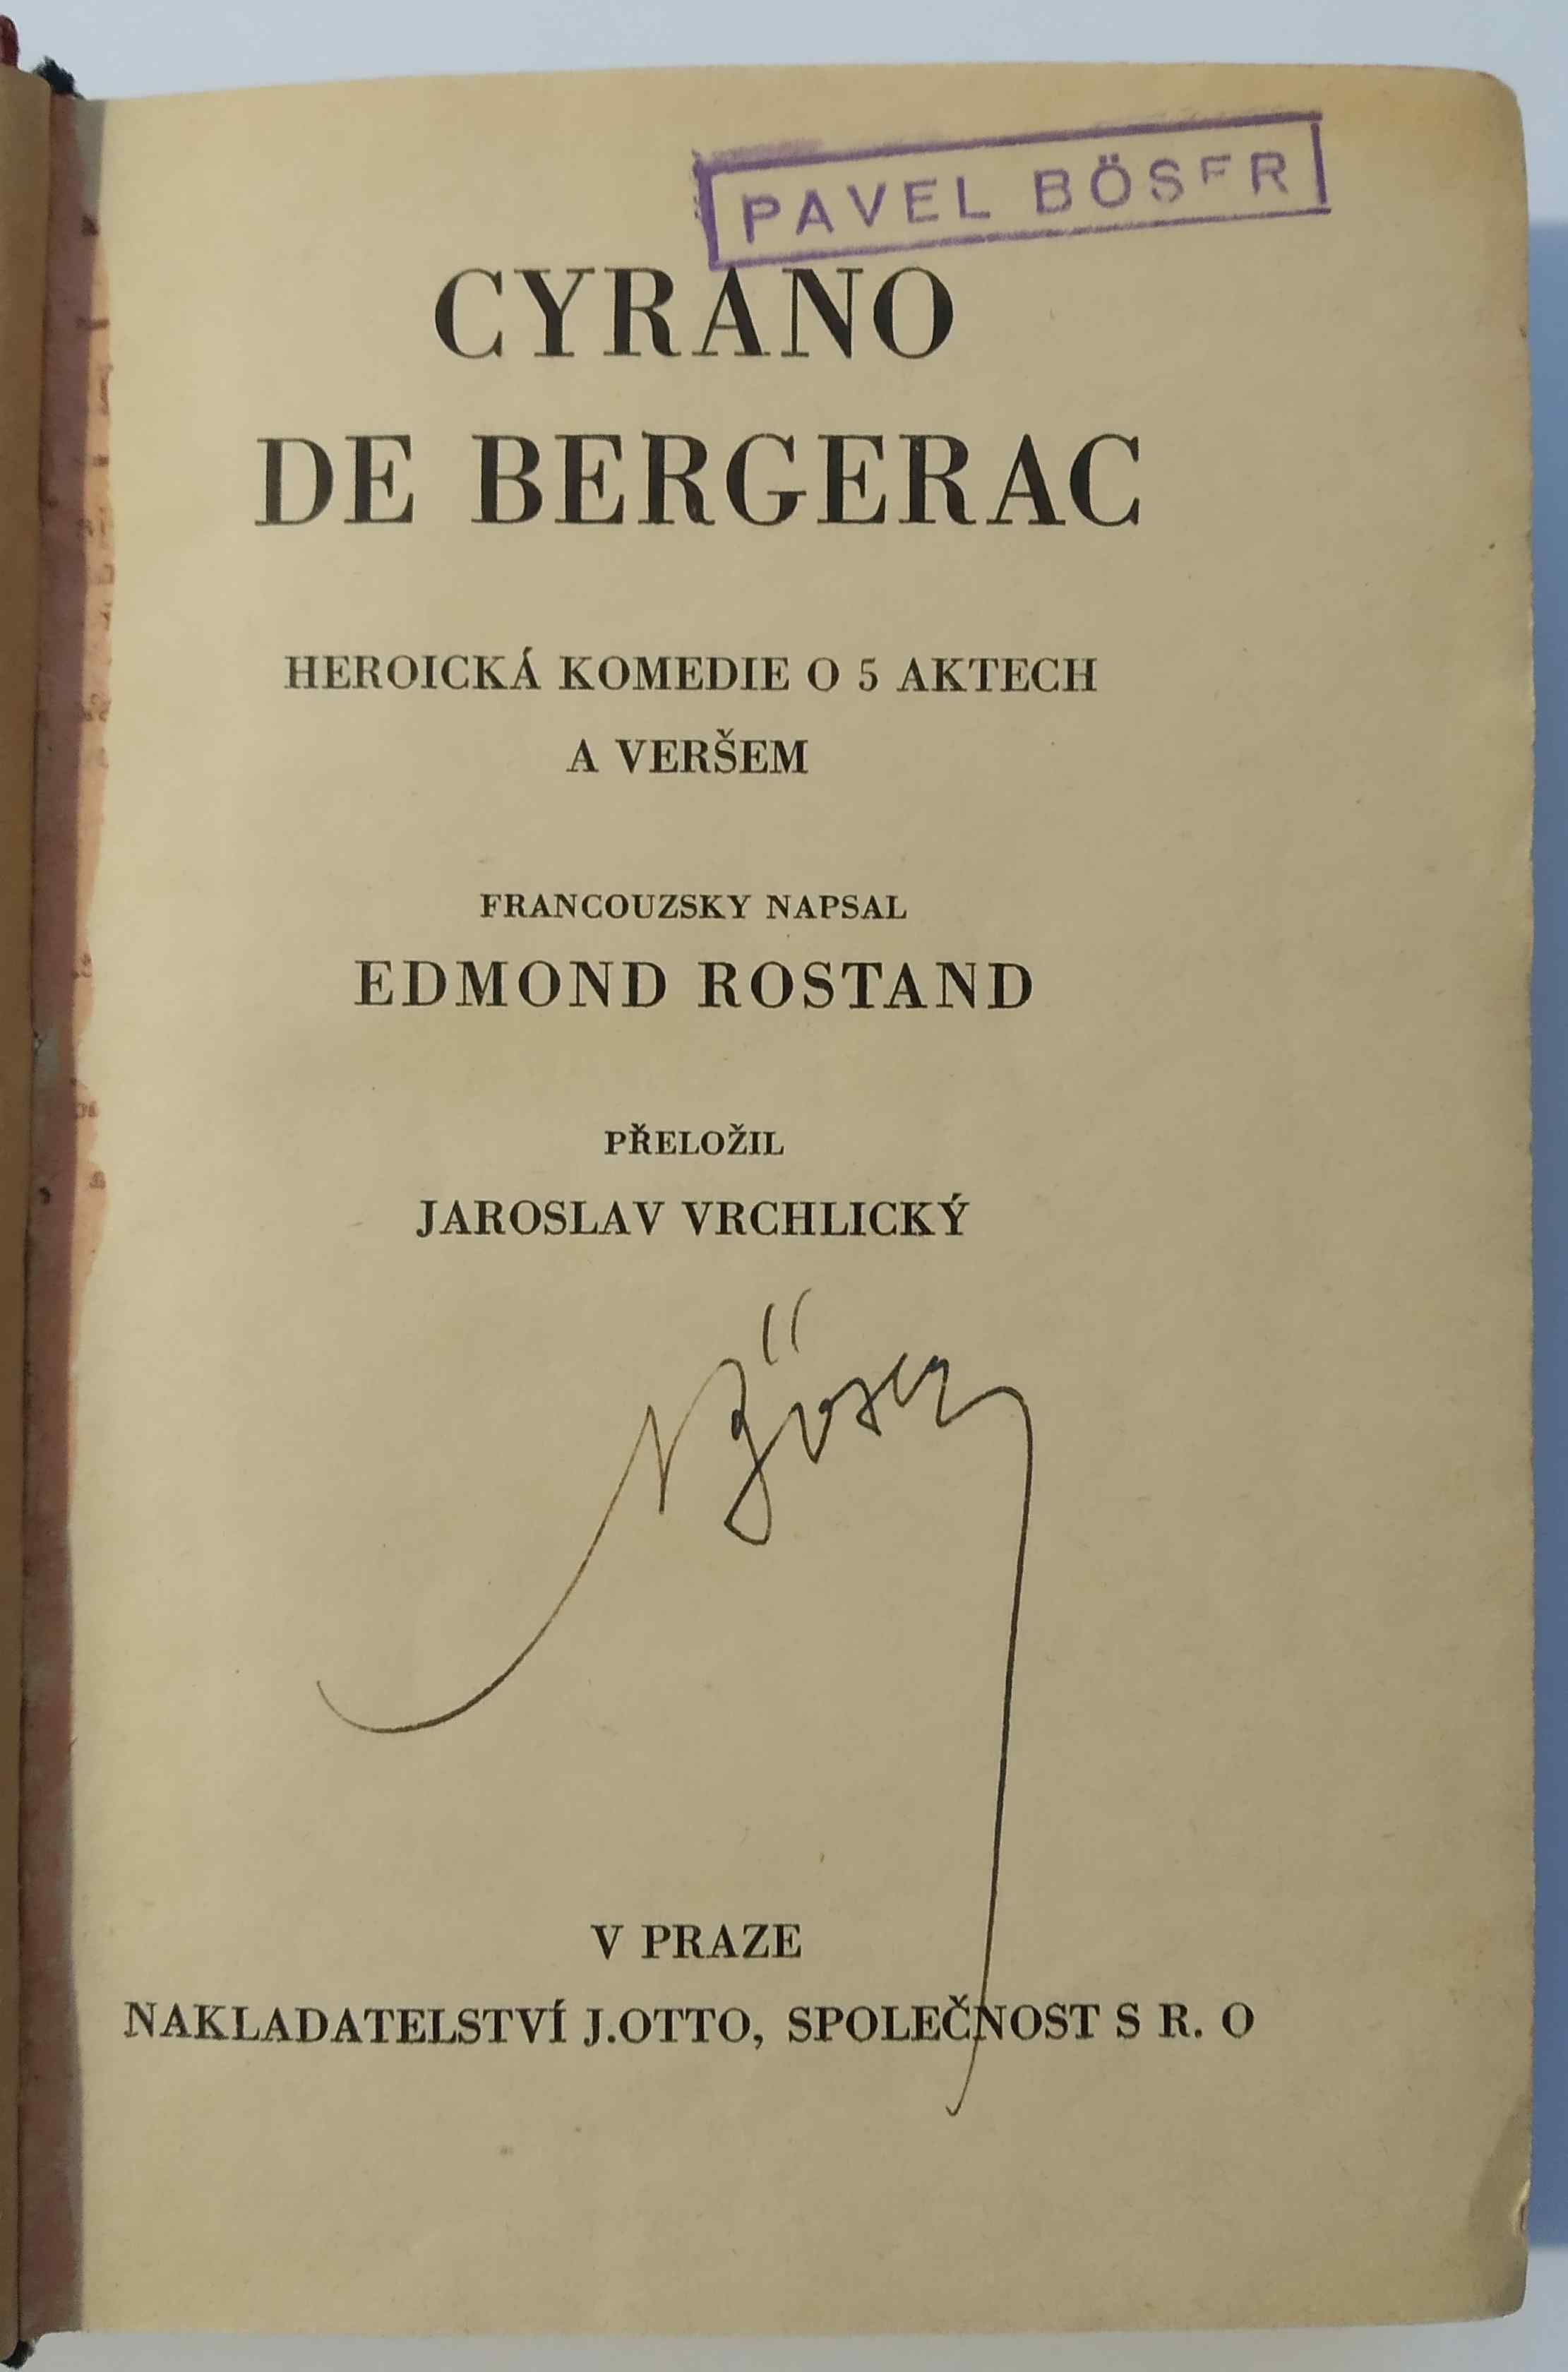 PAVEL BÖSER
CYRANO
DE BERGERAC
HEROICKÁ KOMEDIE O 5 AKTECH
A VERŠEM
FRANCOUZSKY NAPSAL
EDMOND ROSTAND
PŘELOŽIL
JAROSLAV VRCHLICKÝ
Böser
V PRAZE
NAKLADATELSTVÍ J.OTTO, SPOLEČNOST S R. O